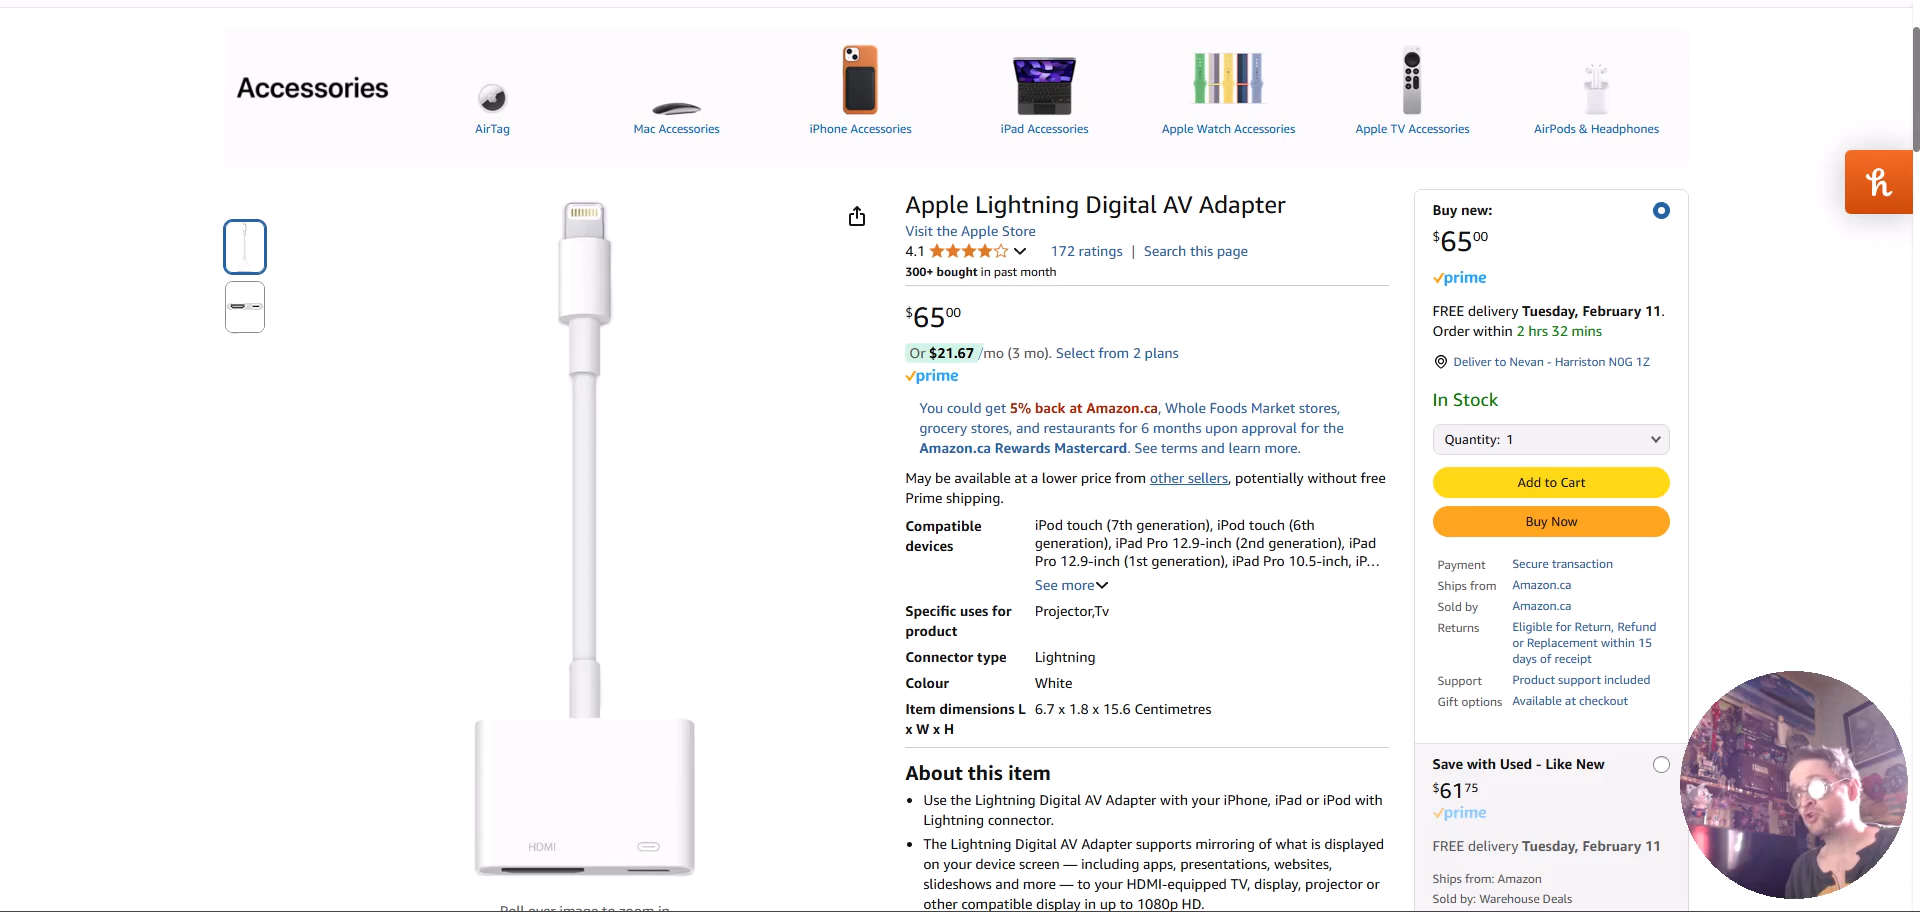 Accessories
AirTag
Mac Accessories
iPhone Accessories
iPad Accessories
Apple Watch Accessories
Apple TV Accessories
AirPods & Headphones
HDMI
Apple Lightning Digital AV Adapter
Visit the Apple Store
4.1
172 ratings | Search this page
300+ bought in past month
$6500
Or $21.67 /mo (3 mo). Select from 2 plans
prime
You could get 5% back at Amazon.ca, Whole Foods Market stores,
grocery stores, and restaurants for 6 months upon approval for the
Amazon.ca Rewards Mastercard. See terms and learn more.
May be available at a lower price from other sellers, potentially without free
Prime shipping.
Compatible
devices
iPod touch (7th generation), iPod touch (6th
generation), iPad Pro 12.9-inch (2nd generation), iPad
Pro 12.9-inch (1st generation), iPad Pro 10.5-inch, iP…
See more
Specific uses for
product
Projector,Tv
Connector type Lightning
Colour White
Item dimensions L
x W x H
6.7 x 1.8 x 15.6 Centimetres
About this item
• Use the Lightning Digital AV Adapter with your iPhone, iPad or iPod with
Lightning connector.
• The Lightning Digital AV Adapter supports mirroring of what is displayed
on your device screen — including apps, presentations, websites,
slideshows and more — to your HDMI-equipped TV, display, projector or
other compatible display in up to 1080p HD.
Buy new:
$6500
prime
FREE delivery Tuesday, February 11.
Order within 2 hrs 32 mins
Deliver to Nevan - Harriston N0G 1Z
In Stock
Quantity: 1
Add to Cart
Buy Now
Payment Secure transaction
Ships from Amazon.ca
Sold by Amazon.ca
Returns Eligible for Return, Refund
or Replacement within 15
days of receipt
Support Product support included
Gift options Available at checkout
Save with Used - Like New
$6175
prime
FREE delivery Tuesday, February 11
Ships from: Amazon
Sold by: Warehouse Deals
h